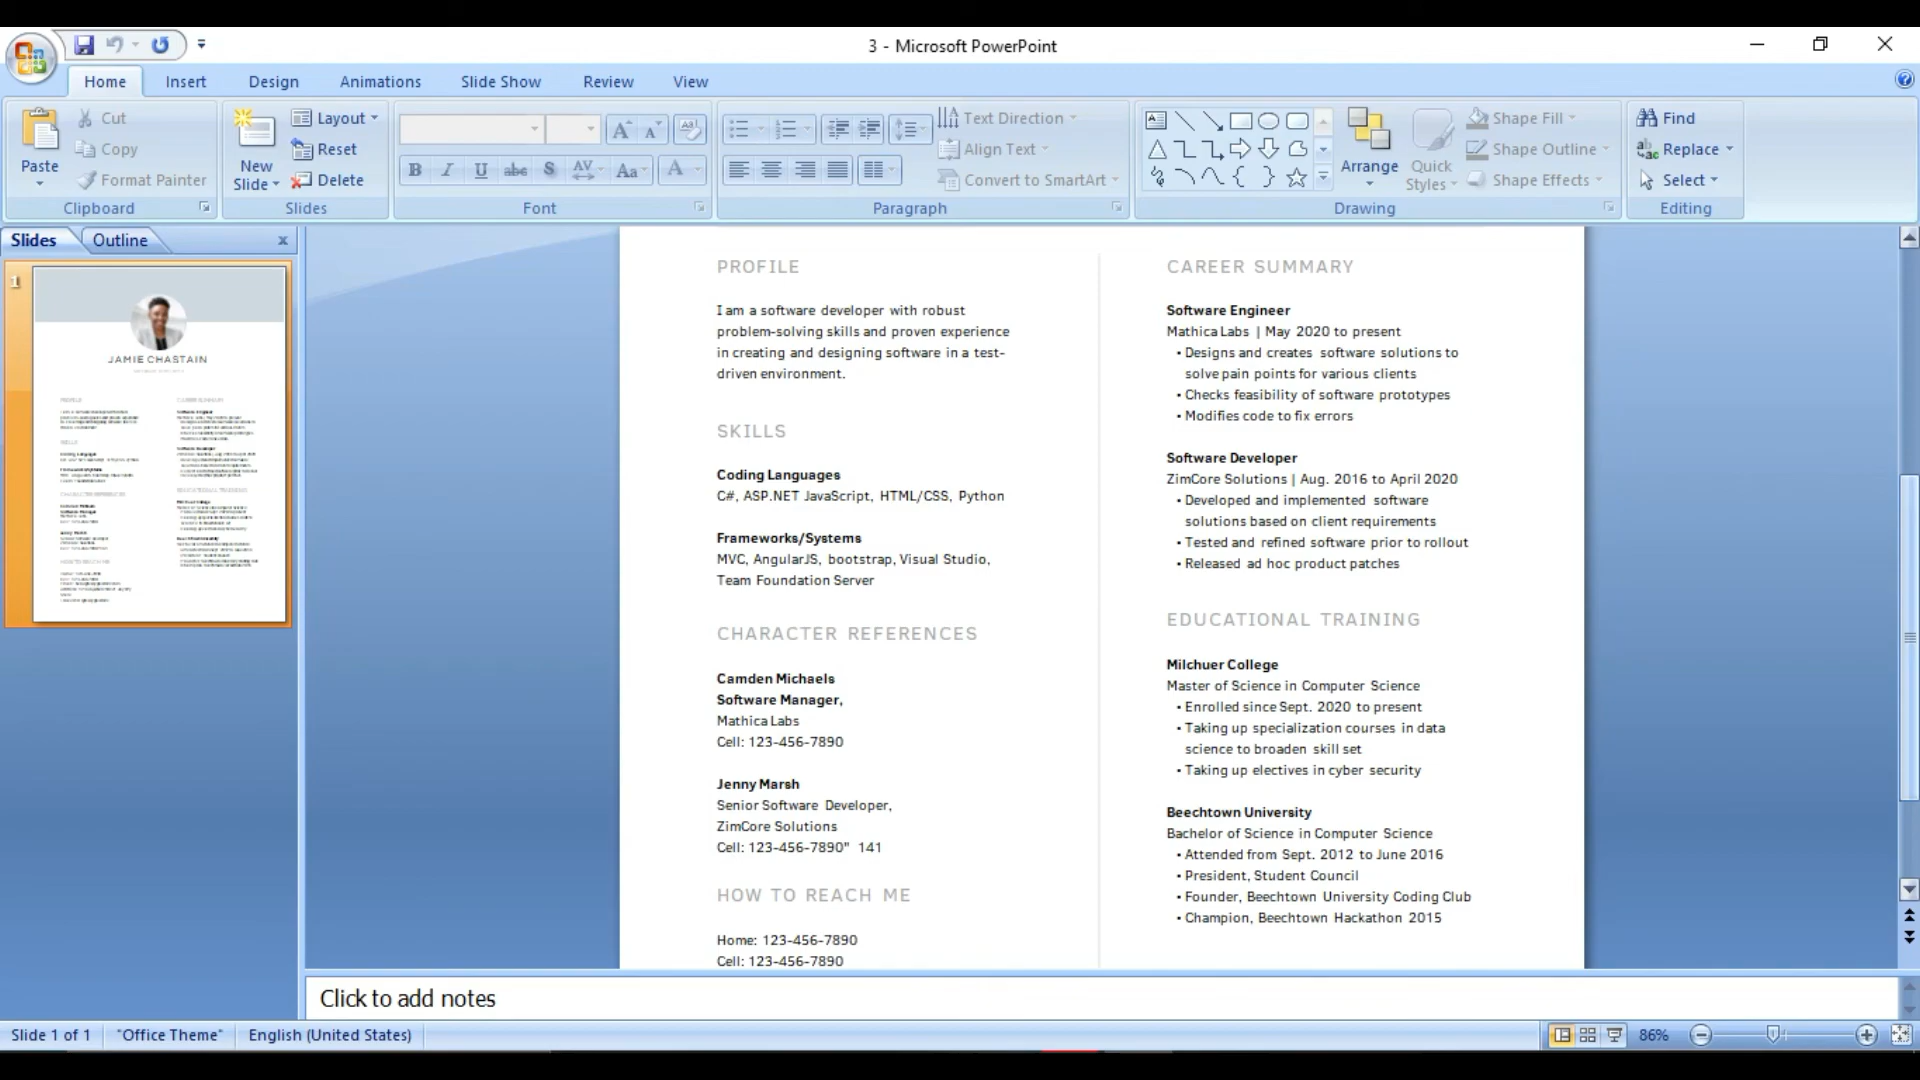 3 - Microsoft PowerPoint
Home
Insert
Design
Animations
Slide Show
Review
View
Paste
Cut
Copy
Format Painter
Clipboard
New
Slide
Layout
Reset
Delete
Slides
Font
Text Direction
Align Text
Convert to SmartArt
Paragraph
Arrange
Quick
Styles
Shape Fill
Shape Outline
Shape Effects
Drawing
Find
Replace
Select
Editing
Slides
Outline
1
JAMIE CHASTAIN
PROFILE
I am a software developer with robust
problem-solving skills and proven experience
in creating and designing software in a test-
driven environment.
SKILLS
Coding Languages
C#, ASP.NET JavaScript, HTML/CSS, Python
Frameworks/Systems
MVC, AngularJS, bootstrap, Visual Studio,
Team Foundation Server
CHARACTER REFERENCES
Camden Michaels
Software Manager,
Mathica Labs
Cell: 123-456-7890
Jenny Marsh
Senior Software Developer,
ZimCore Solutions
Cell: 123-456-7890" 141
HOW TO REACH ME
Home: 123-456-7890
Cell: 123-456-7890
CAREER SUMMARY
Software Engineer
Mathica Labs | May 2020 to present
• Designs and creates software solutions to
solve pain points for various clients
• Checks feasibility of software prototypes
• Modifies code to fix errors
Software Developer
ZimCore Solutions | Aug. 2016 to April 2020
• Developed and implemented software
solutions based on client requirements
• Tested and refined software prior to rollout
• Released ad hoc product patches
EDUCATIONAL TRAINING
Milchuer College
Master of Science in Computer Science
• Enrolled since Sept. 2020 to present
• Taking up specialization courses in data
science to broaden skill set
• Taking up electives in cyber security
Beechtown University
Bachelor of Science in Computer Science
• Attended from Sept. 2012 to June 2016
• President, Student Council
• Founder, Beechtown University Coding Club
• Champion, Beechtown Hackathon 2015
Click to add notes
Slide 1 of 1
"Office Theme"
English (United States)
86%